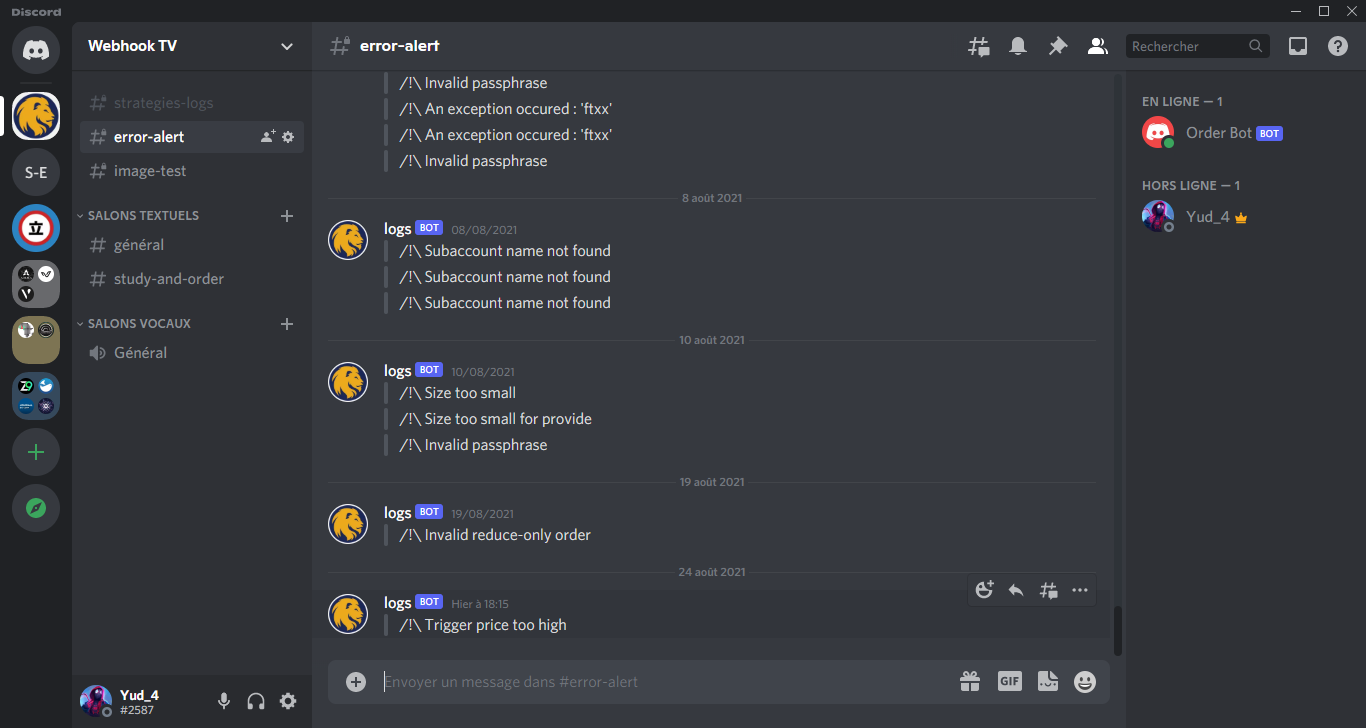 Discord
Webhook TV
error-alert
Rechercher
strategies-logs
error-alert
image-test
SALONS TEXTUELS
général
study-and-order
SALONS VOCAUX
Général
S-E
立
Yud_4
#2587
/!\ Invalid passphrase
/!\ An exception occured : 'ftxx'
/!\ An exception occured : 'ftxx'
/!\ Invalid passphrase
8 août 2021
logs BOT 08/08/2021
/!\ Subaccount name not found
/!\ Subaccount name not found
/!\ Subaccount name not found
10 août 2021
logs BOT 10/08/2021
/!\ Size too small
/!\ Size too small for provide
/!\ Invalid passphrase
19 août 2021
logs BOT 19/08/2021
/!\ Invalid reduce-only order
24 août 2021
logs BOT Hier à 18:15
/!\ Trigger price too high
Envoyer un message dans #error-alert
GIF
EN LIGNE — 1
Order Bot BOT
HORS LIGNE — 1
Yud_4